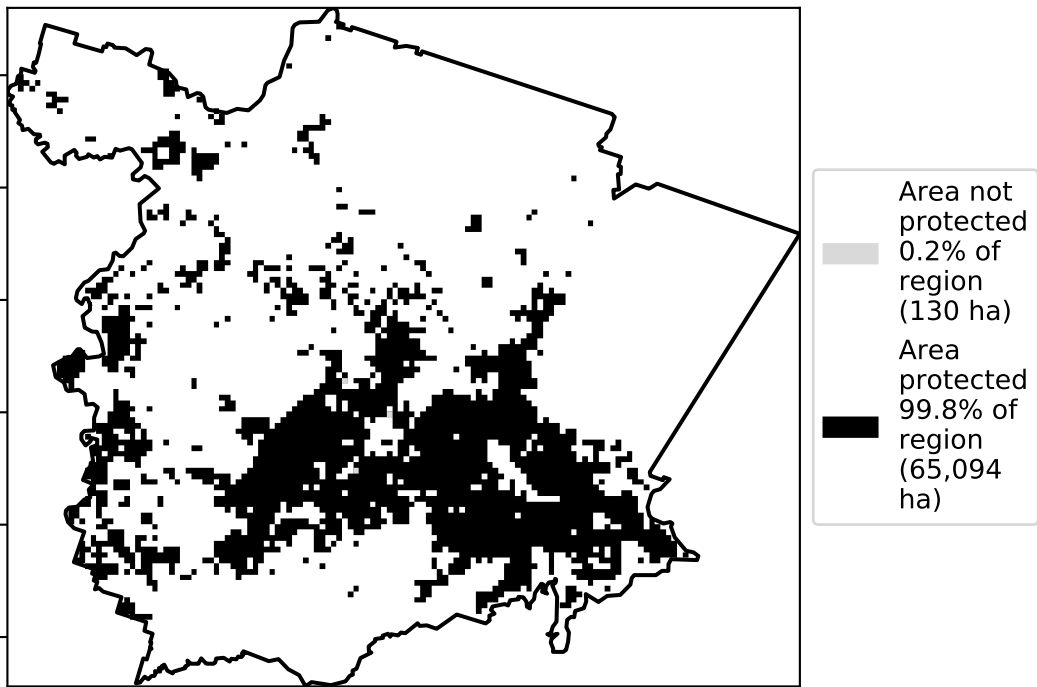 Area not
protected
0.2% of
region
(130 ha)
Area
protected
99.8% of
region
(65,094
ha)